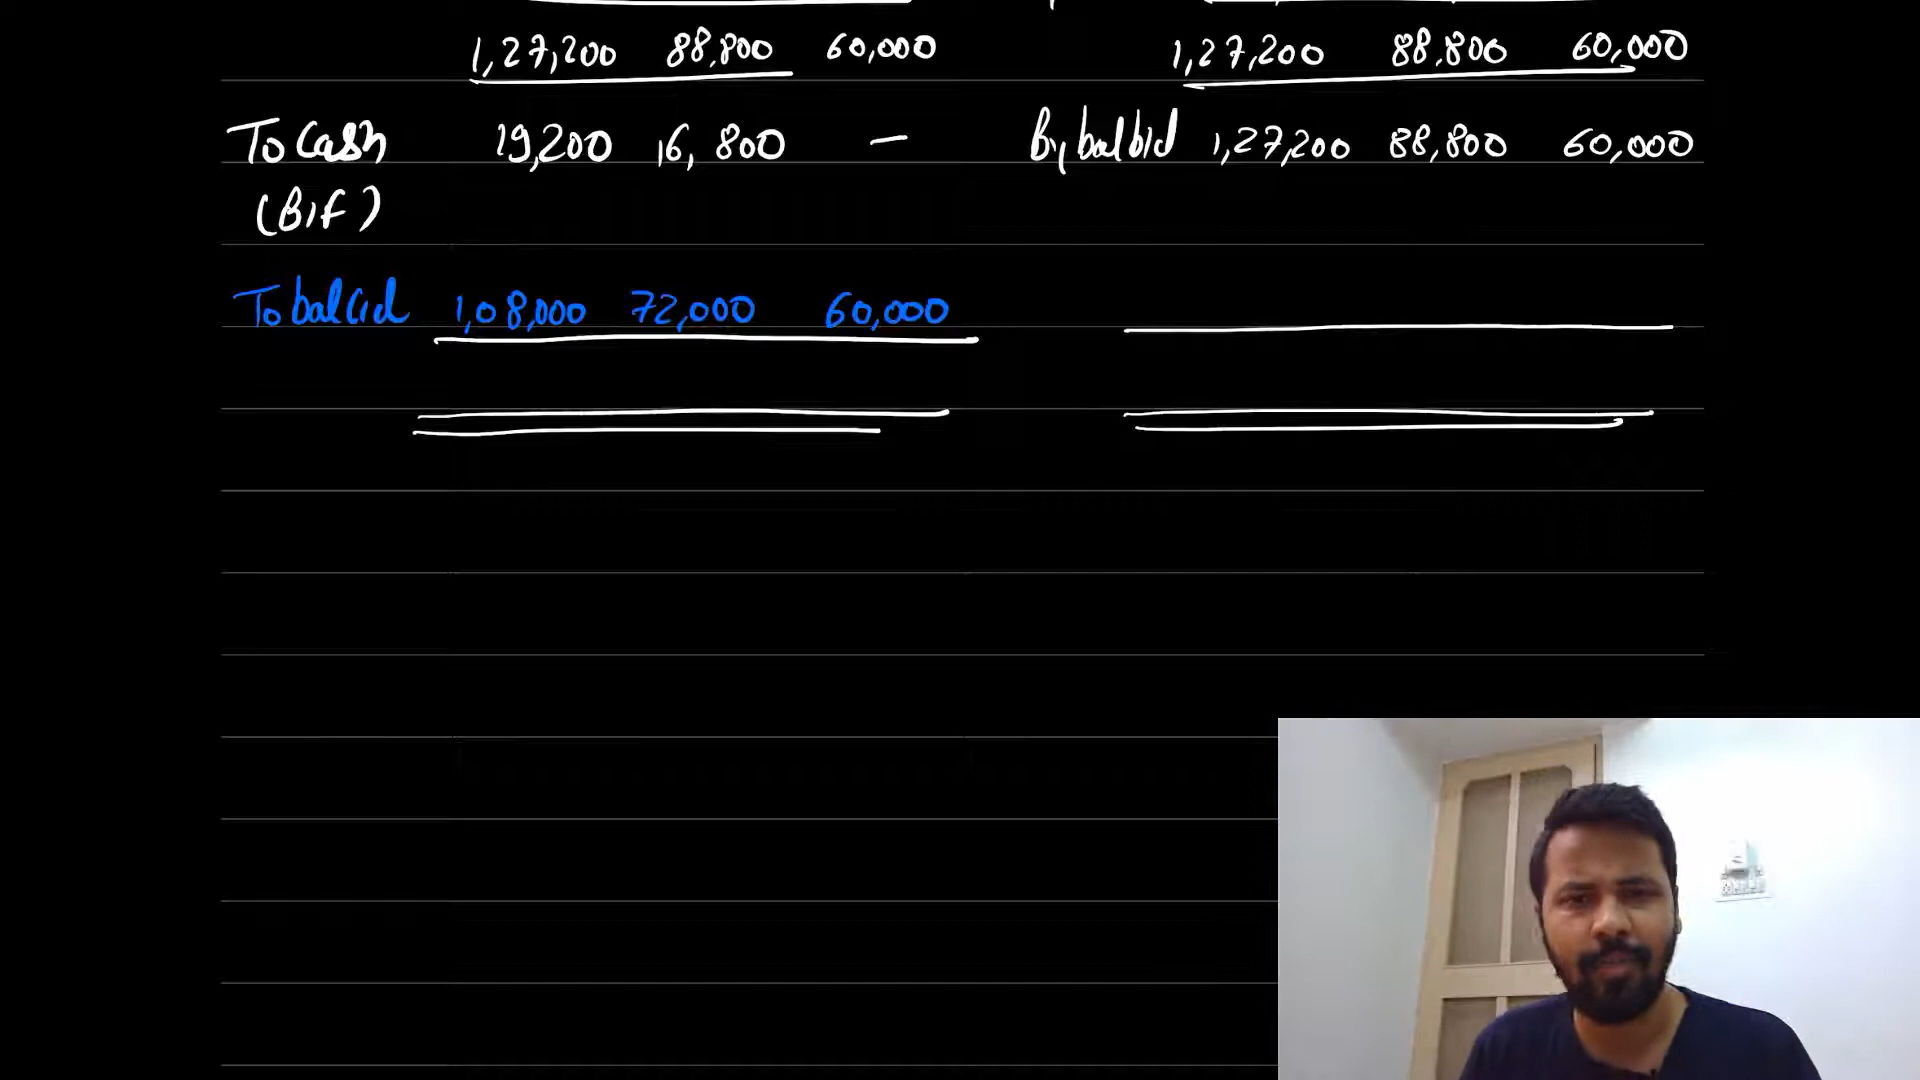 1,27,200 88,800 60,000 1,27,200 88,800 60,000
To Cash 19,200 16,800 — By bal b/d 1,27,200 88,800 60,000
(B/F)
To bal c/d 1,08,000 72,000 60,000